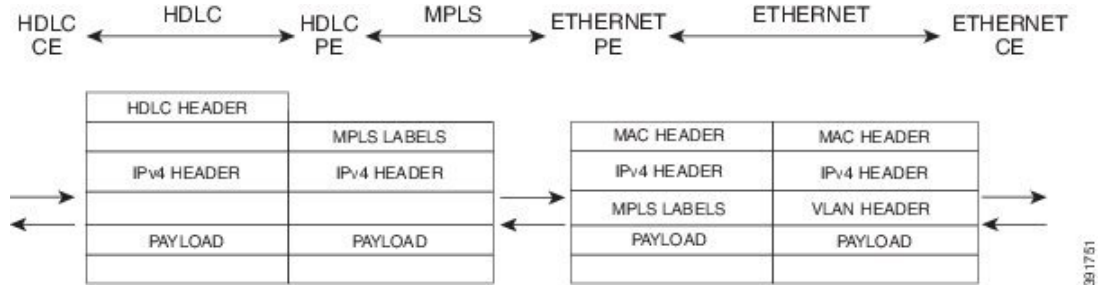 HDLC CE
HDLC
HDLC PE
MPLS
ETHERNET PE
ETHERNET
ETHERNET CE
HDLC HEADER
MPLS LABELS
MAC HEADER
MAC HEADER
IPv4 HEADER
IPv4 HEADER
IPv4 HEADER
IPv4 HEADER
MPLS LABELS
VLAN HEADER
PAYLOAD
PAYLOAD
PAYLOAD
PAYLOAD
391751